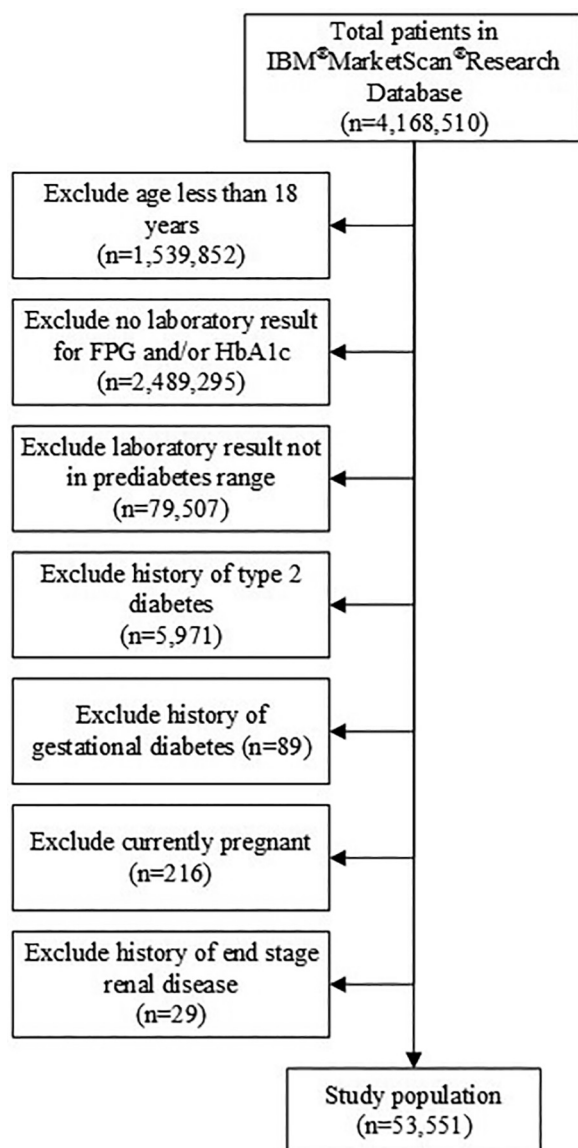 Total patients in
IBM®MarketScan®Research
Database
(n=4,168,510)
Exclude age less than 18
years
(n=1,539,852)
Exclude no laboratory result
for FPG and/or HbA1c
(n=2,489,295)
Exclude laboratory result not
in prediabetes range
(n=79,507)
Exclude history of type 2
diabetes
(n=5,971)
Exclude history of
gestational diabetes (n=89)
Exclude currently pregnant
(n=216)
Exclude history of end stage
renal disease
(n=29)
Study population
(n=53,551)